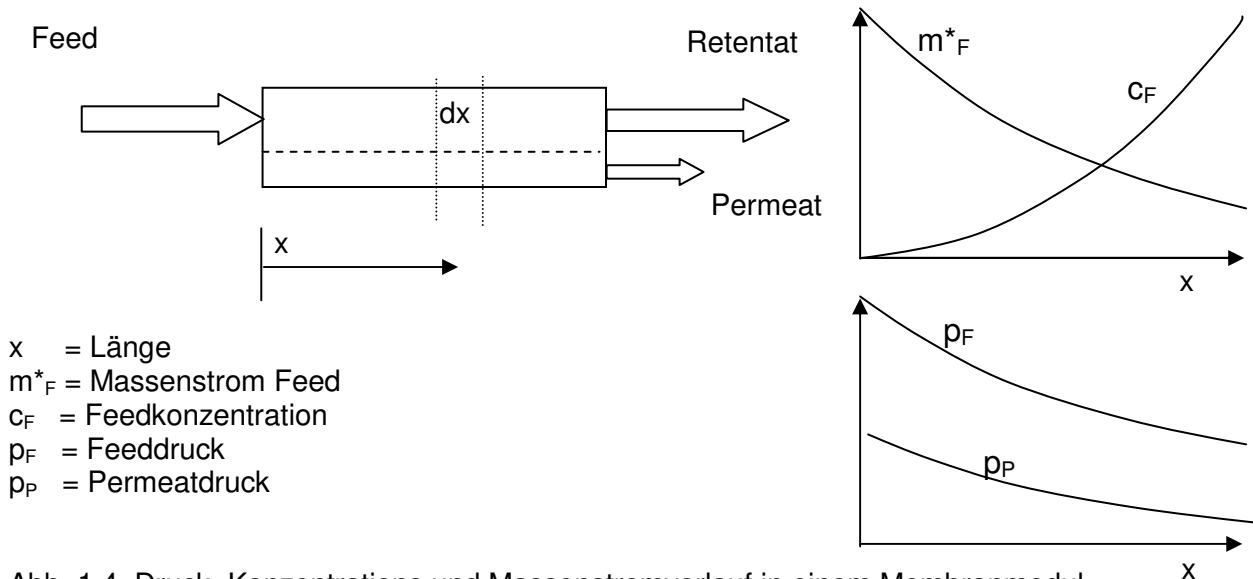 Feed
Retentat
dx
Permeat
x
m*F
cF
x
x = Länge
m*F = Massenstrom Feed
cF = Feedkonzentration
pF = Feeddruck
pP = Permeatdruck
pF
pP
x
Abb. 1.4. Druck- Konzentrations und Massenstromverlauf in einem Membranmodul